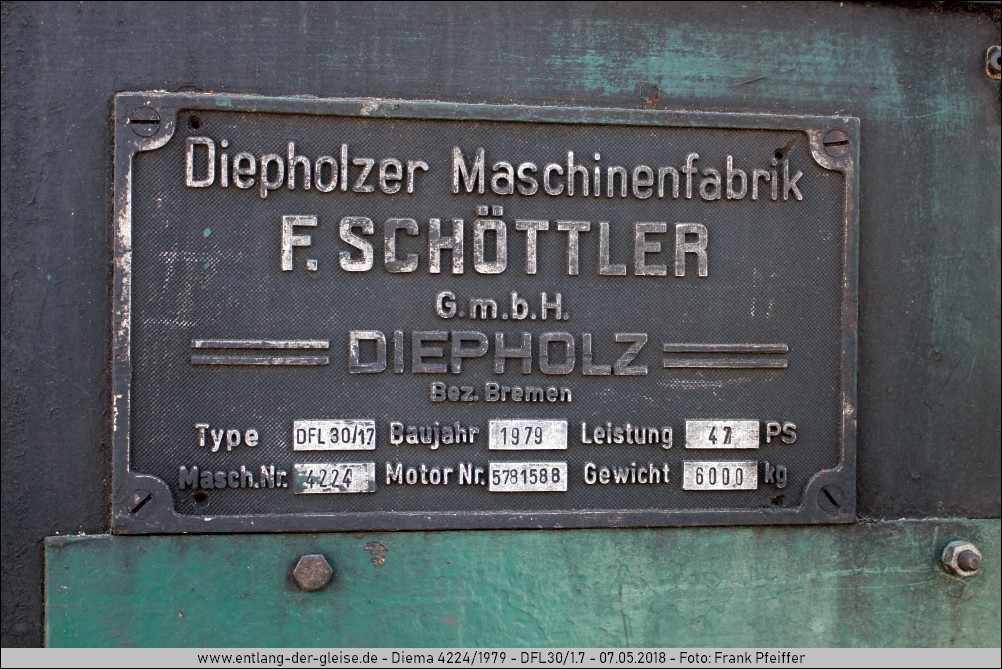 Diepholzer Maschinenfabrik
F. SCHÖTTLER
G.m.b.H.
DIEPHOLZ
Bez. Bremen
Type DFL 30/17 Baujahr 1979 Leistung 47 PS
Masch.Nr. 4224 Motor Nr. 5781588 Gewicht 6000 kg
www.entlang-der-gleise.de - Diema 4224/1979 - DFL30/1.7 - 07.05.2018 - Foto: Frank Pfeiffer